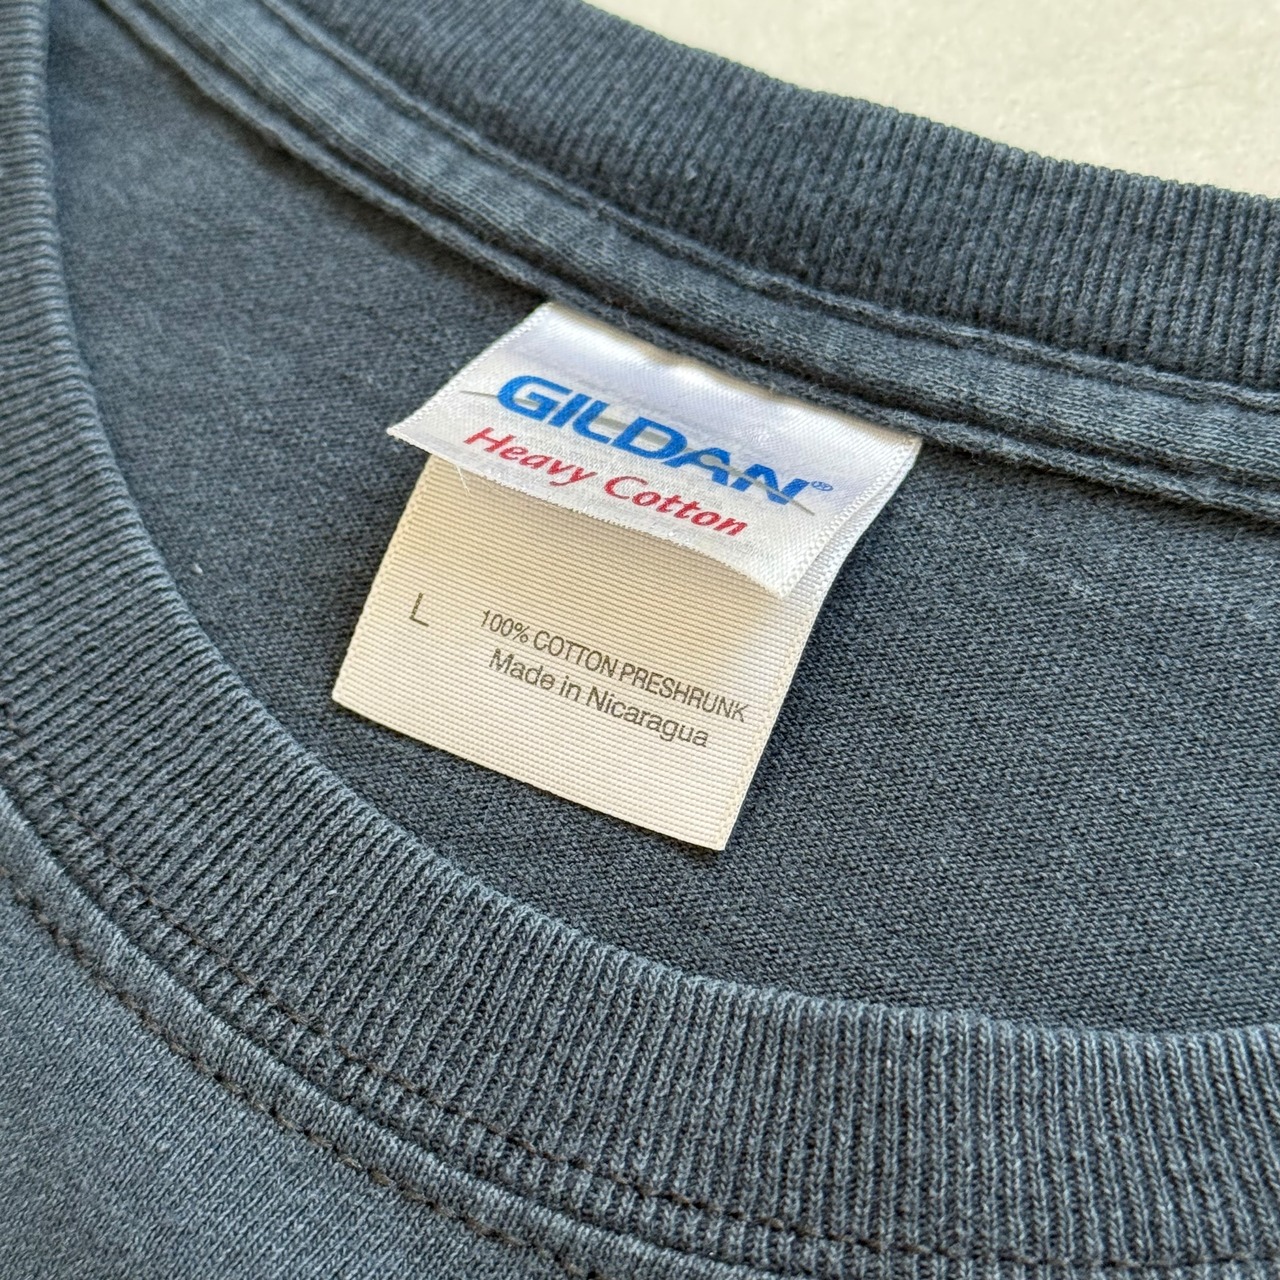 GILDAN®
Heavy Cotton
L 100% COTTON PRESHRUNK
Made in Nicaragua